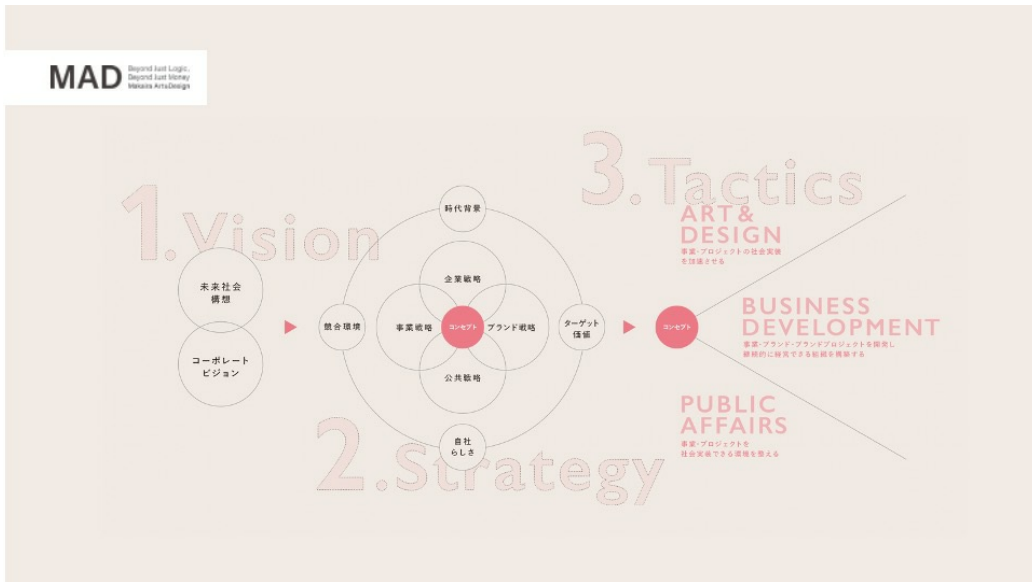 MAD
Beyond Just Logic,
Beyond Just Money
Makaira Art&Design
1.Vision
未来社会
構想
コーポレート
ビジョン
2.Strategy
時代背景
競合環境
企業戦略
事業戦略
コンセプト
ブランド戦略
公共戦略
ターゲット
価値
自社
らしさ
3.Tactics
コンセプト
ART &
DESIGN
事業・プロジェクトの社会実装
を加速させる
BUSINESS
DEVELOPMENT
事業・ブランド・ブランドプロジェクトを開発し
継続的に経営できる組織を構築する
PUBLIC
AFFAIRS
事業・プロジェクトを
社会実装できる環境を整える